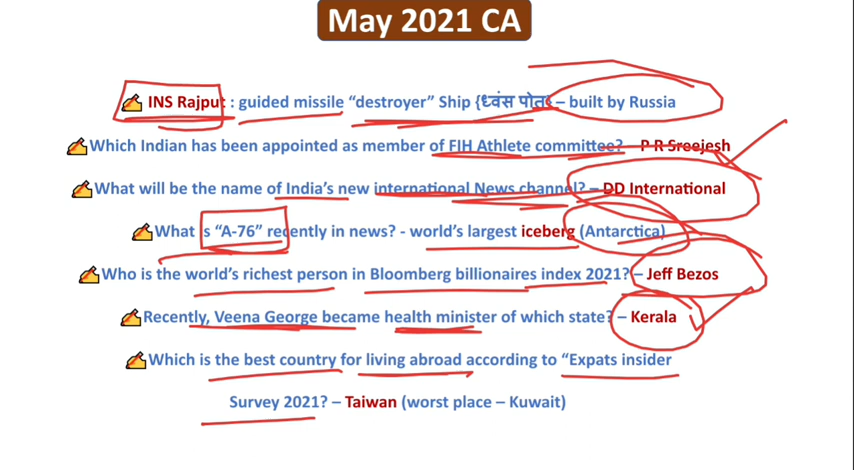 May 2021 CA
INS Rajput : guided missile “destroyer” Ship {ध्वंस पोत} – built by Russia
Which Indian has been appointed as member of FIH Athlete committee? – P R Sreejesh
What will be the name of India’s new international News channel? – DD International
What is “A-76” recently in news? - world’s largest iceberg (Antarctica)
Who is the world’s richest person in Bloomberg billionaires index 2021? – Jeff Bezos
Recently, Veena George became health minister of which state? – Kerala
Which is the best country for living abroad according to “Expats insider
Survey 2021? – Taiwan (worst place – Kuwait)